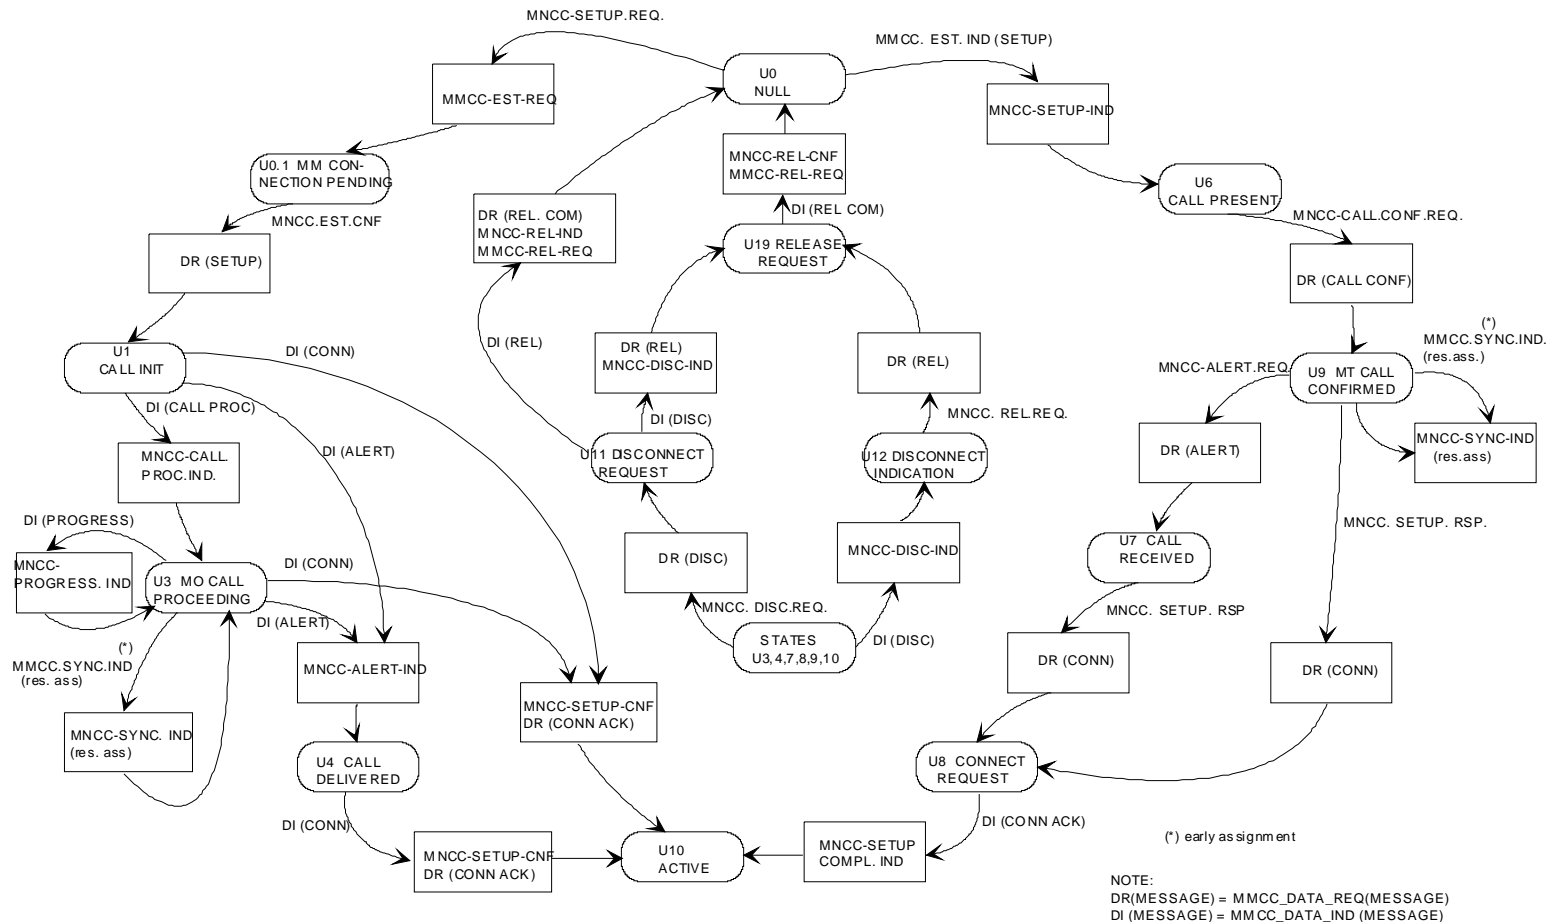 MNCC-SETUP.REQ.
MMCC. EST. IND (SETUP)
U0
NULL
MMCC-EST-REQ
MNCC-SETUP-IND
MNCC-REL-CNF
MMCC-REL-REQ
U0.1 MM CON-
NECTION PENDING
U6
CALL PRESENT
MNCC.EST.CNF
DR (REL. COM)
MNCC-REL-IND
MMCC-REL-REQ
DI (REL COM)
MNCC-CALL.CONF.REQ.
DR (SETUP)
U19 RELEASE
REQUEST
DR (CALL CONF)
(*)
MMCC.SYNC.IND.
(res.ass.)
U1
CALL INIT
DI (CONN)
DI (REL)
DR (REL)
MNCC-DISC-IND
DR (REL)
MNCC-ALERT.REQ.
U9 MT CALL
CONFIRMED
DI (CALL PROC)
DI (DISC)
MNCC. REL.REQ.
MNCC-CALL.
PROC.IND.
DI (ALERT)
U11 DISCONNECT
REQUEST
U12 DISCONNECT
INDICATION
DR (ALERT)
MNCC-SYNC-IND
(res.ass)
DI (PROGRESS)
MNCC. SETUP. RSP.
MNCC-
PROGRESS. IND
U3 MO CALL
PROCEEDING
DI (CONN)
DR (DISC)
MNCC-DISC-IND
U7 CALL
RECEIVED
DI (ALERT)
MNCC. DISC.REQ.
MNCC. SETUP. RSP
(*)
MMCC.SYNC.IND
(res. ass)
STATES
U3,4,7,8,9,10
DI (DISC)
MNCC-ALERT-IND
DR (CONN)
DR (CONN)
MNCC-SYNC. IND
(res. ass)
MNCC-SETUP-CNF
DR (CONN ACK)
U4 CALL
DELIVERED
U8 CONNECT
REQUEST
DI (CONN)
DI (CONN ACK)
(*) early assignment
MNCC-SETUP-CNF
DR (CONN ACK)
U10
ACTIVE
MNCC-SETUP
COMPL. IND
NOTE:
DR(MESSAGE) = MMCC_DATA_REQ(MESSAGE)
DI (MESSAGE) = MMCC_DATA_IND (MESSAGE)